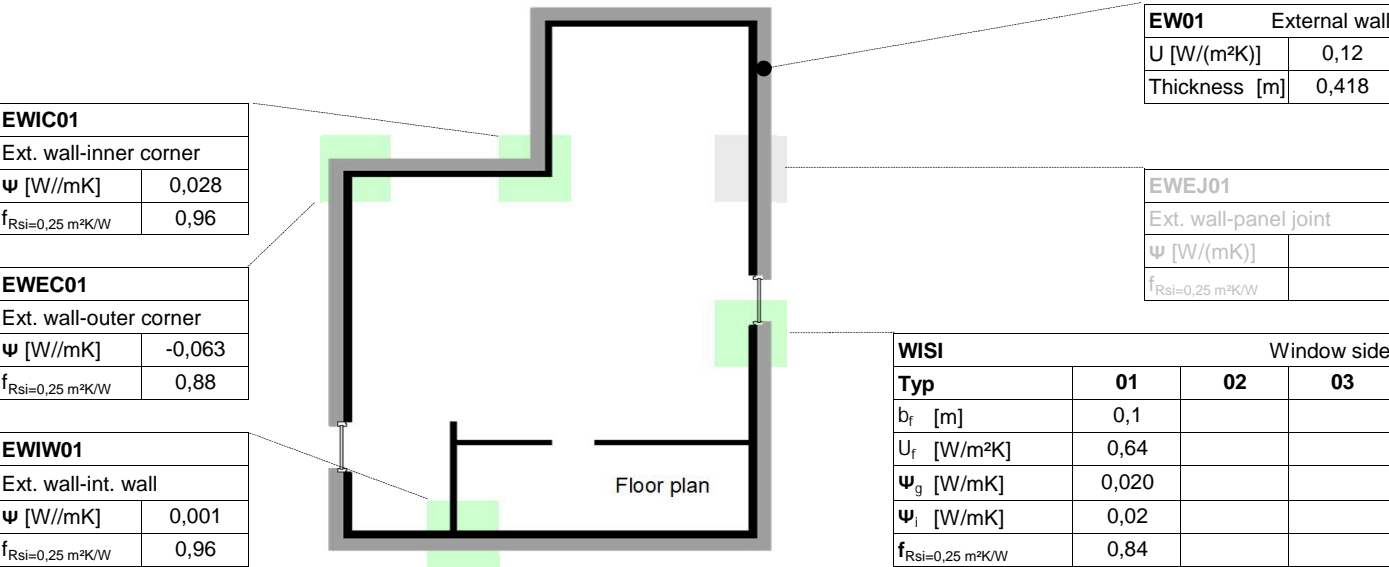 EW01 External wall
U [W/(m²K)] 0,12
Thickness [m] 0,418
EWIC01
Ext. wall-inner corner
Ψ [W//mK] 0,028
fRsi=0,25 m²K/W 0,96
EWEJ01
Ext. wall-panel joint
Ψ [W/(mK)]
fRsi=0,25 m²K/W
EWEC01
Ext. wall-outer corner
Ψ [W//mK] -0,063
fRsi=0,25 m²K/W 0,88
WISI Window side
Typ 01 02 03
bf [m] 0,1
Uf [W/m²K] 0,64
Ψg [W/mK] 0,020
Ψi [W/mK] 0,02
fRsi=0,25 m²K/W 0,84
EWIW01
Ext. wall-int. wall
Ψ [W//mK] 0,001
fRsi=0,25 m²K/W 0,96
Floor plan